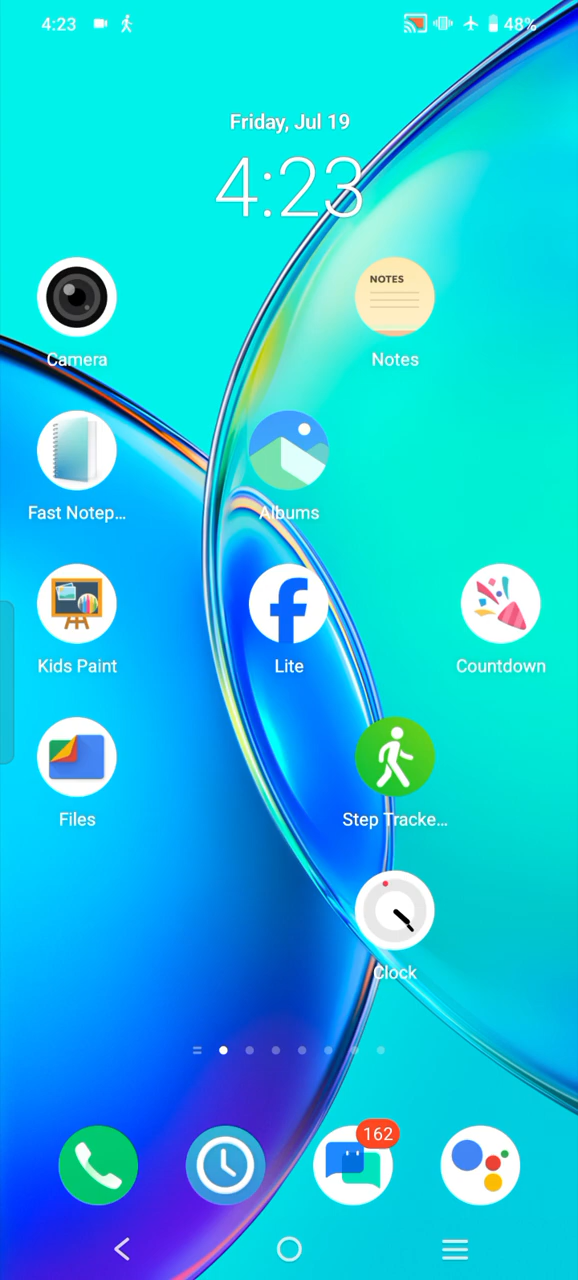 4:23
48%
Friday, Jul 19
4:23
NOTES
Camera
Notes
Fast Notep...
Albums
Kids Paint
Lite
Countdown
Files
Step Tracke...
Clock
162